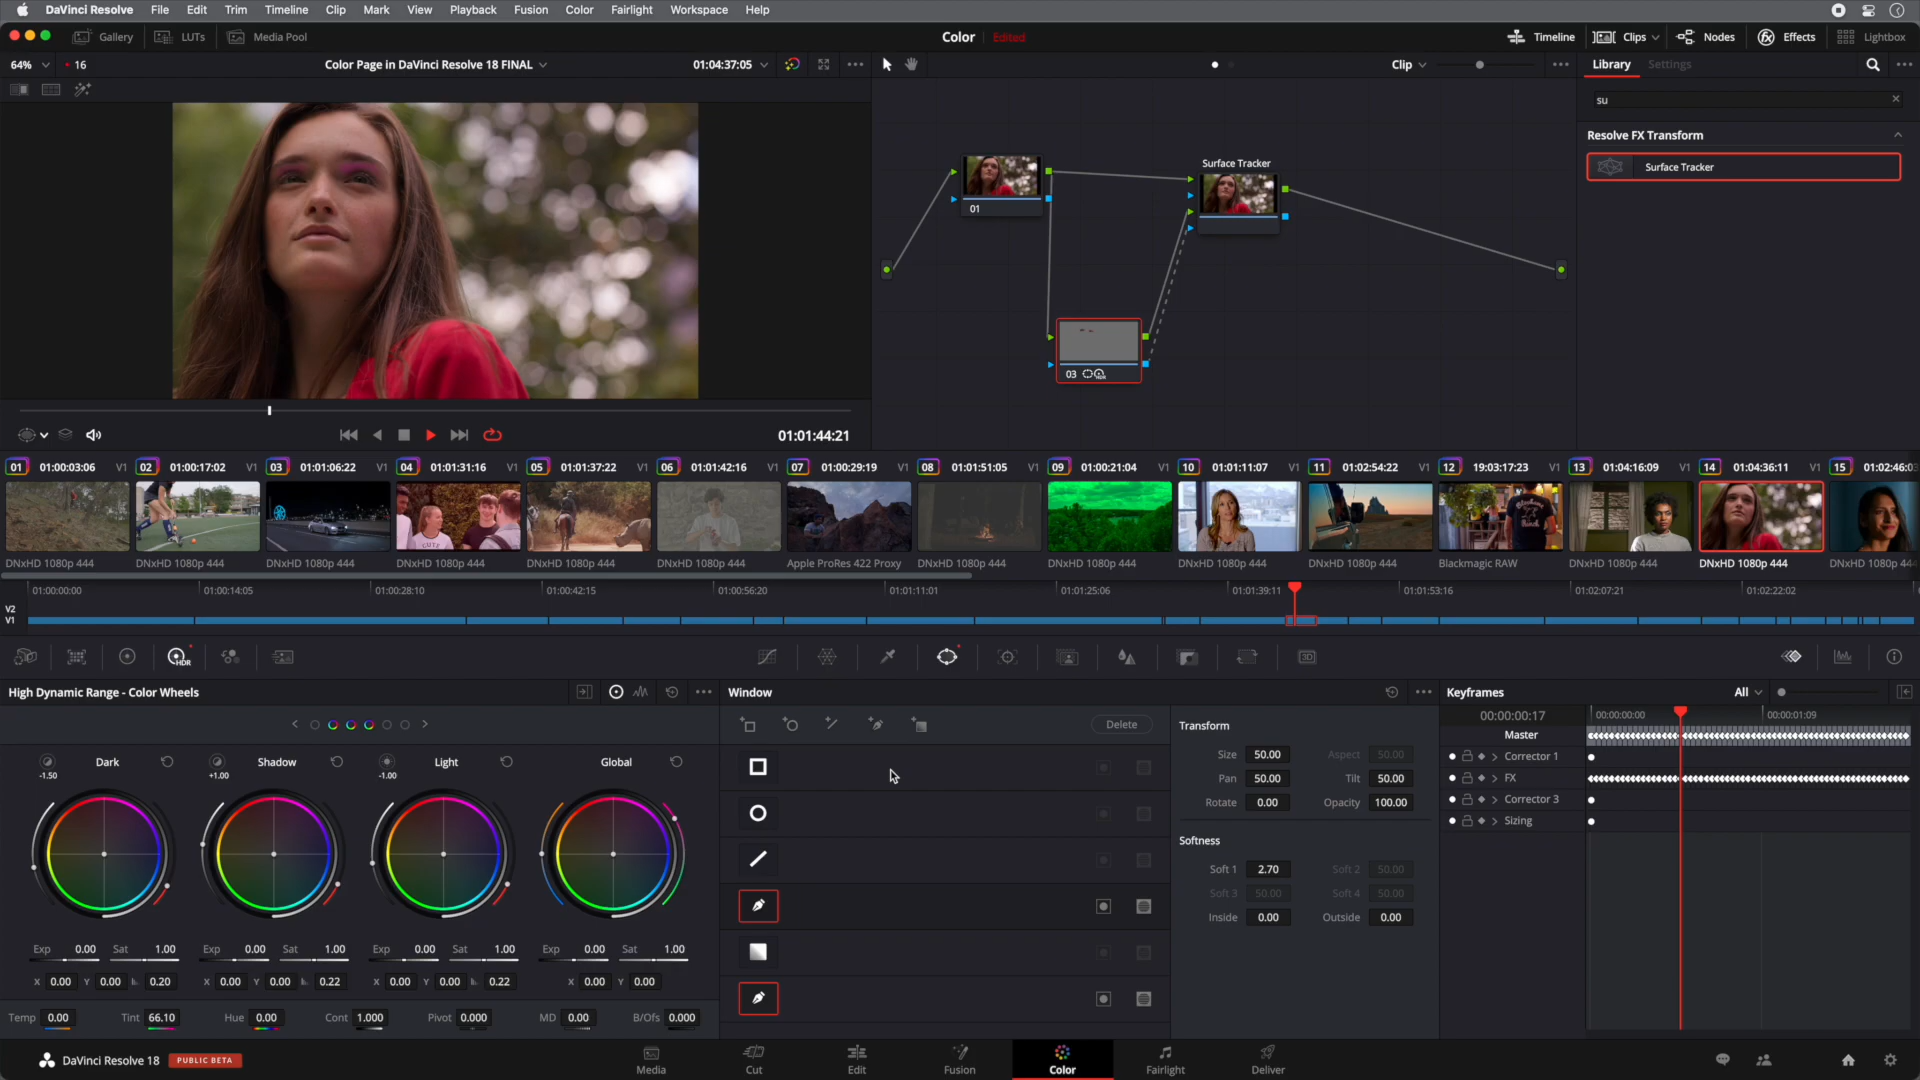 DaVinci Resolve File Edit Trim Timeline Clip Mark View Playback Fusion Color Fairlight Workspace Help
Gallery LUTs Media Pool Color Edited Timeline Clips Nodes Effects Lightbox
64% 16 Color Page in DaVinci Resolve 18 FINAL 01:04:37:05 Clip Library Settings
su
Resolve FX Transform
Surface Tracker
Surface Tracker
01
03
01:01:44:21
01 01:00:03:06 V1 02 01:00:17:02 V1 03 01:01:06:22 V1 04 01:01:31:16 V1 05 01:01:37:22 V1 06 01:01:42:16 V1 07 01:00:29:19 V1 08 01:01:51:05 V1 09 01:00:21:04 V1 10 01:01:11:07 V1 11 01:02:54:22 V1 12 19:03:17:23 V1 13 01:04:16:09 V1 14 01:04:36:11 V1 15 01:02:46:03
DNxHD 1080p 444 DNxHD 1080p 444 DNxHD 1080p 444 DNxHD 1080p 444 DNxHD 1080p 444 DNxHD 1080p 444 Apple ProRes 422 Proxy DNxHD 1080p 444 DNxHD 1080p 444 DNxHD 1080p 444 DNxHD 1080p 444 Blackmagic RAW DNxHD 1080p 444 DNxHD 1080p 444 DNxHD 1080p 444
01:00:00:00 01:00:14:05 01:00:28:10 01:00:42:15 01:00:56:20 01:01:11:01 01:01:25:06 01:01:39:11 01:01:53:16 01:02:07:21 01:02:22:02
V2
V1
HDR 3D
High Dynamic Range - Color Wheels Window Keyframes All
00:00:00:17 00:00:00:00 00:00:01:09
Delete Transform Master
Dark Shadow Light Global
-1.50 +1.00 -1.00
Size 50.00 Aspect 50.00 Corrector 1
Pan 50.00 Tilt 50.00 FX
Rotate 0.00 Opacity 100.00 Corrector 3
Sizing
Softness
Soft 1 2.70 Soft 2 50.00
Soft 3 50.00 Soft 4 50.00
Inside 0.00 Outside 0.00
Exp 0.00 Sat 1.00 Exp 0.00 Sat 1.00 Exp 0.00 Sat 1.00 Exp 0.00 Sat 1.00
X 0.00 Y 0.00 0.20 X 0.00 Y 0.00 0.22 X 0.00 Y 0.00 0.22 X 0.00 Y 0.00
Temp 0.00 Tint 66.10 Hue 0.00 Cont 1.000 Pivot 0.000 MD 0.00 B/Ofs 0.000
DaVinci Resolve 18 PUBLIC BETA Media Cut Edit Fusion Color Fairlight Deliver